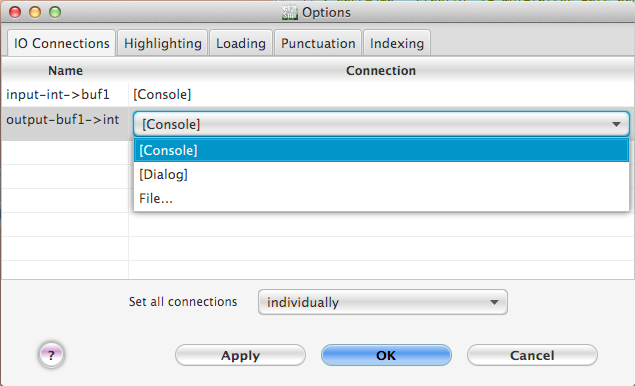 Options
IO Connections Highlighting Loading Punctuation Indexing
Name Connection
input-int->buf1 [Console]
output-buf1->int [Console]
[Console]
[Dialog]
File...
Set all connections individually
? Apply OK Cancel